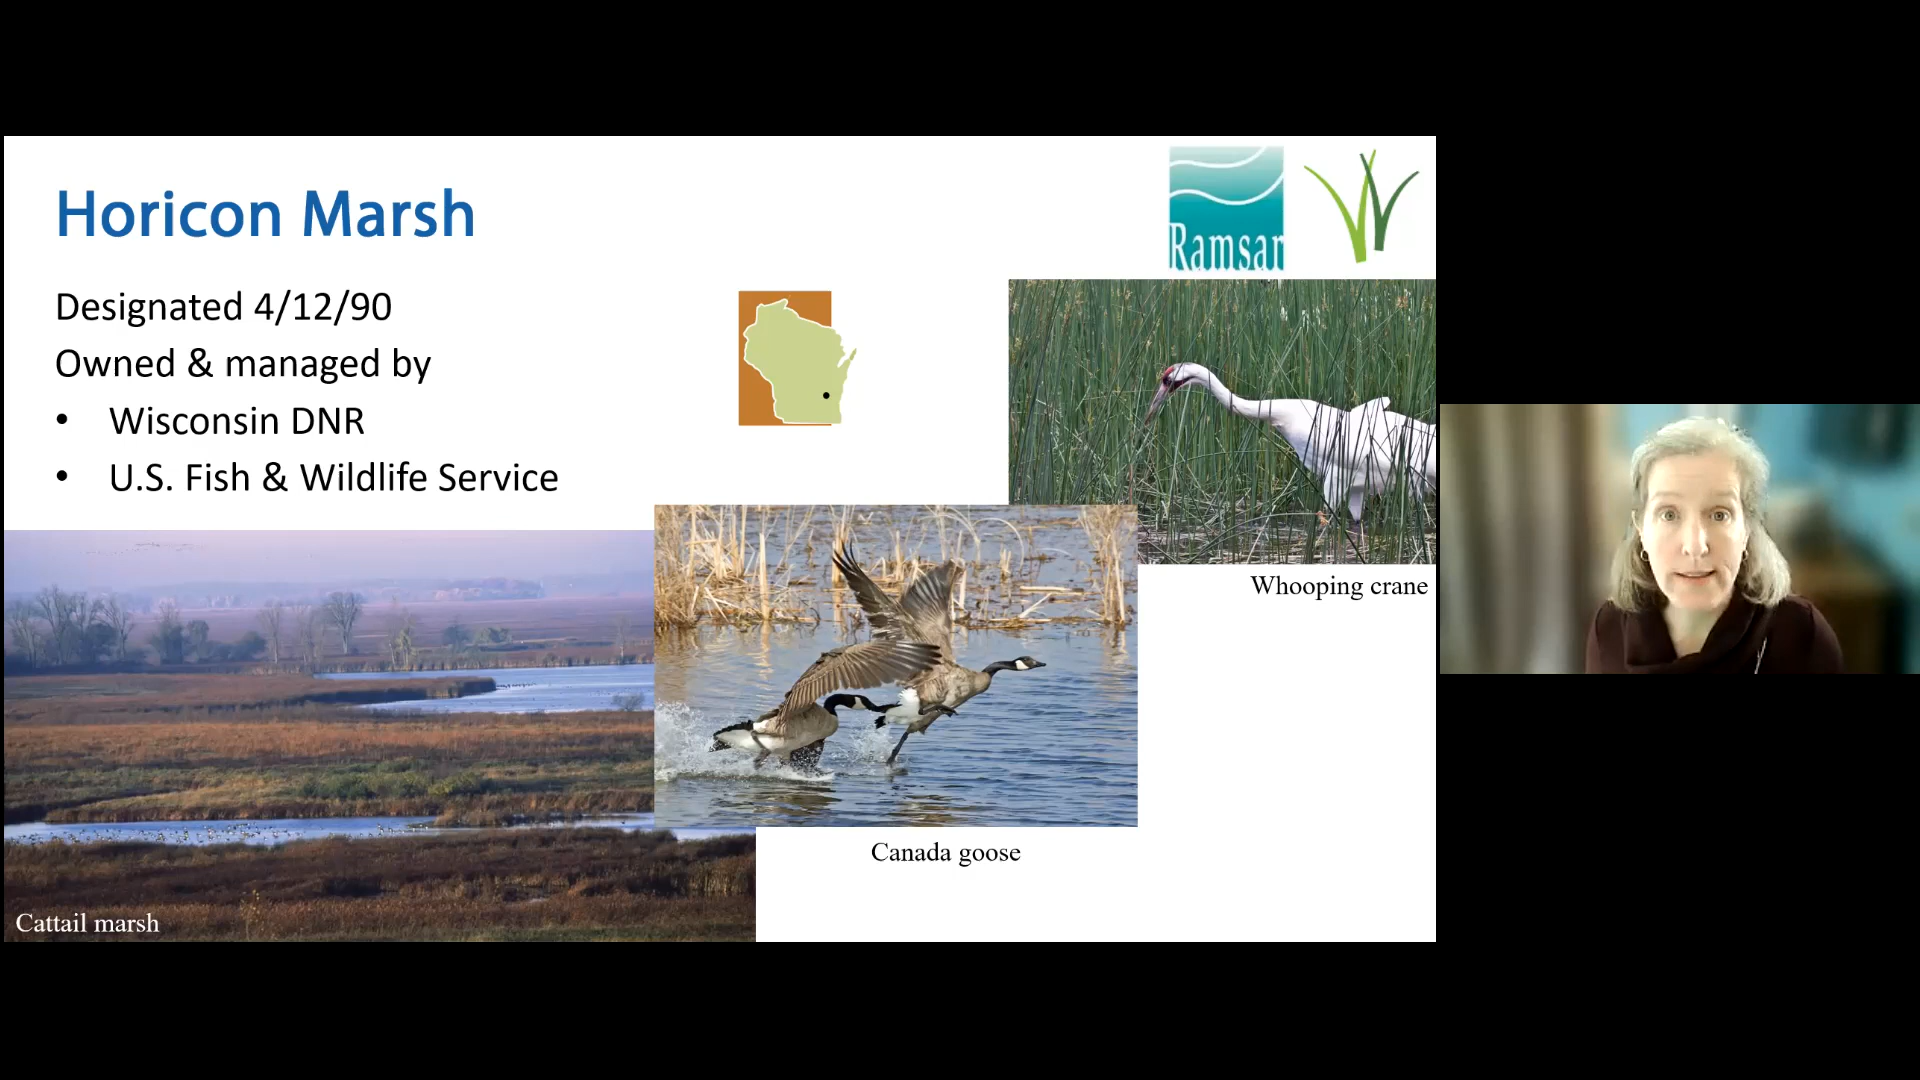 Horicon Marsh
Ramsar
Designated 4/12/90
Owned & managed by
• Wisconsin DNR
• U.S. Fish & Wildlife Service
Whooping crane
Canada goose
Cattail marsh